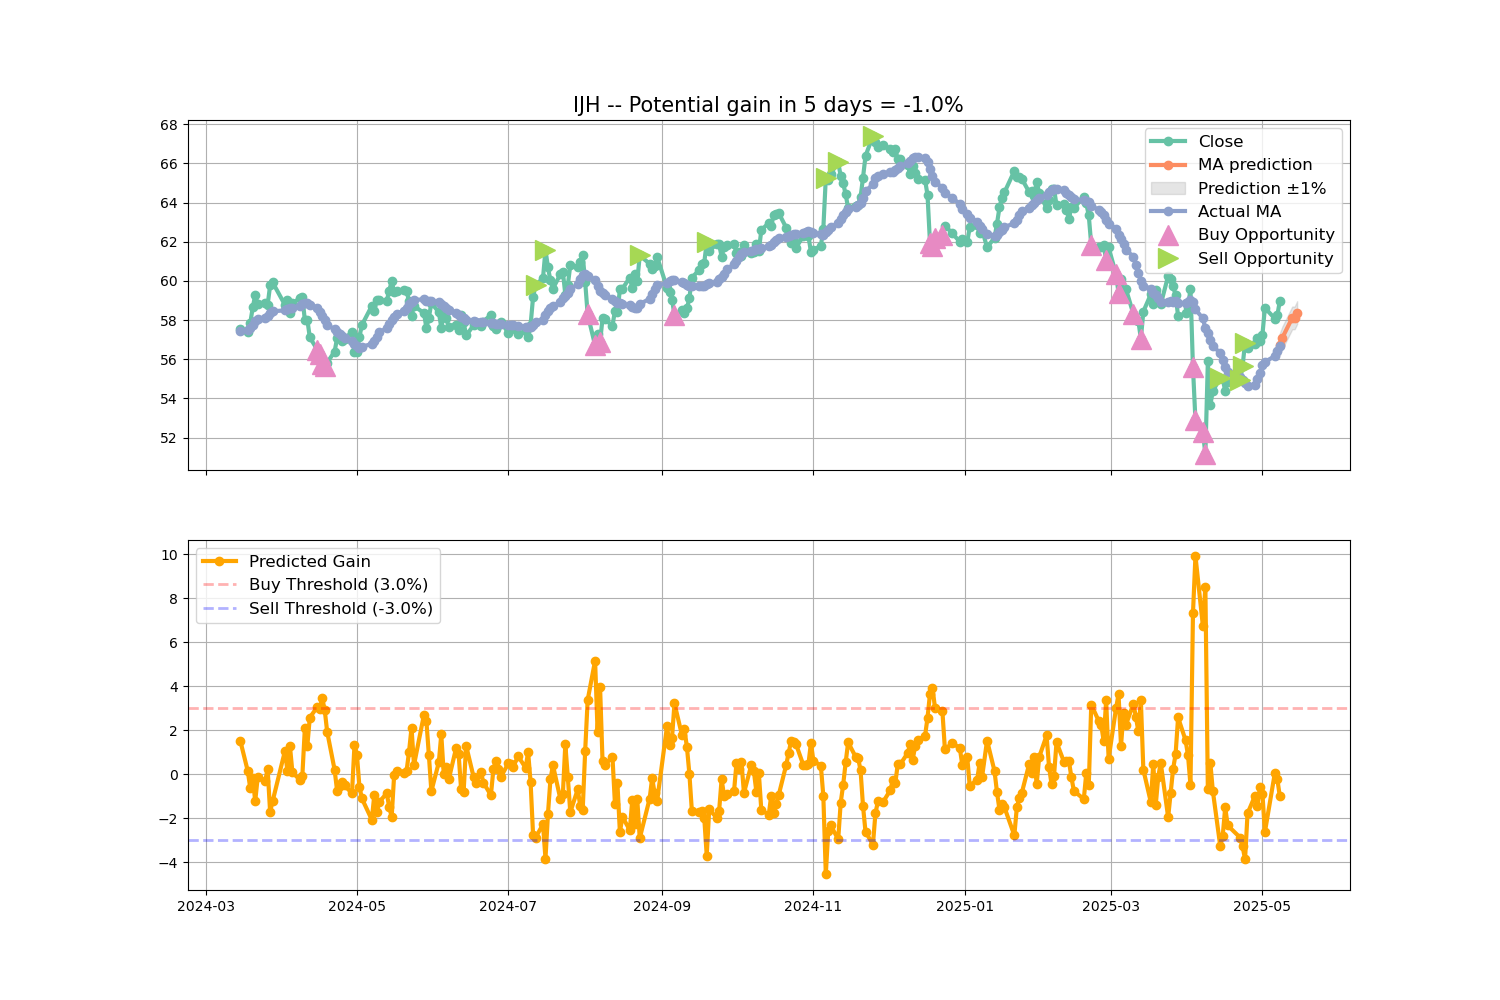 IJH -- Potential gain in 5 days = -1.0%
68
66
64
62
60
58
56
54
52
Close
MA prediction
Prediction ±1%
Actual MA
Buy Opportunity
Sell Opportunity
10
8
6
4
2
0
−2
−4
Predicted Gain
Buy Threshold (3.0%)
Sell Threshold (-3.0%)
2024-03 2024-05 2024-07 2024-09 2024-11 2025-01 2025-03 2025-05